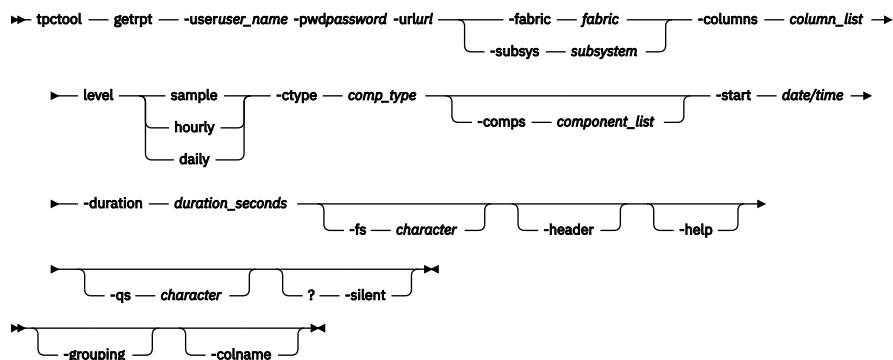 tpctool getrpt -useruser_name -pwdpassword -urlurl -fabric fabric -columns column_list
-subsys subsystem
level sample -ctype comp_type -start date/time
hourly -comps component_list
daily
-duration duration_seconds
-fs character -header -help
-qs character ? -silent
-grouping -colname